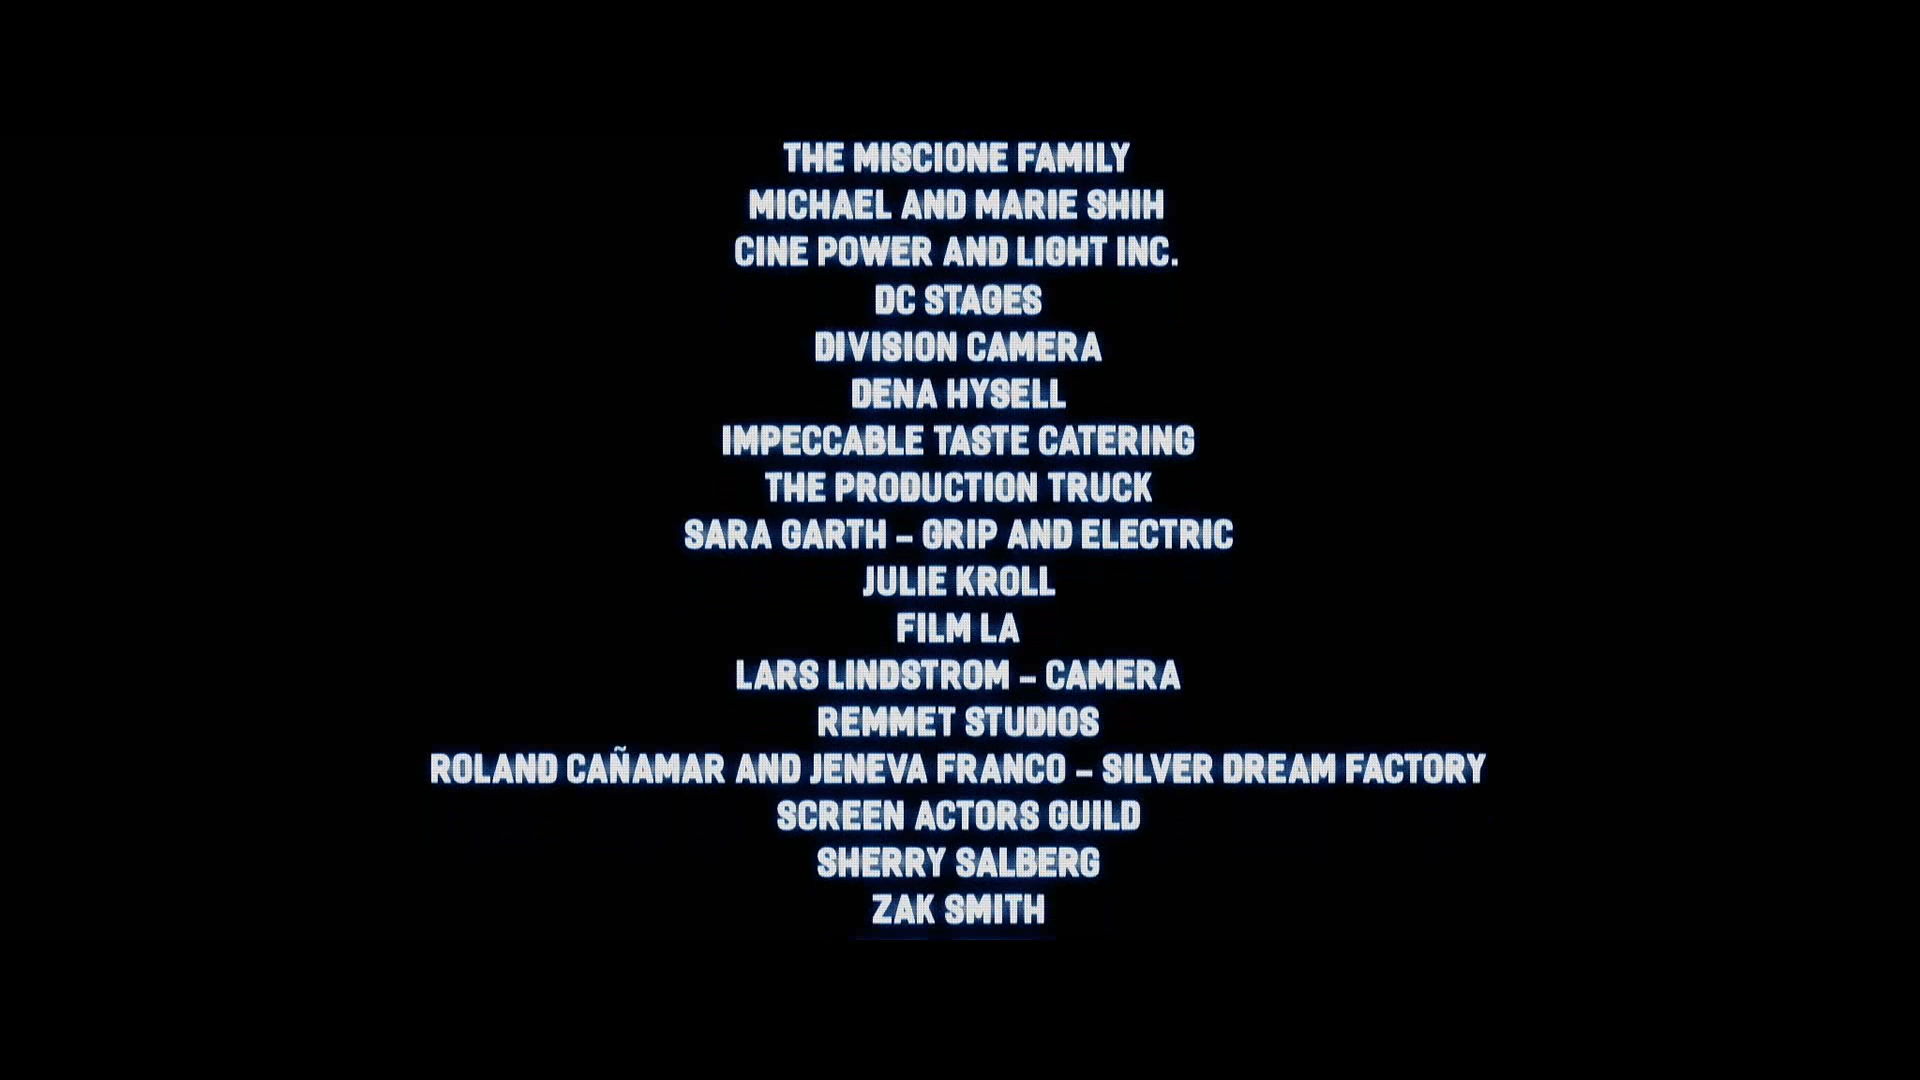 THE MISCIONE FAMILY
MICHAEL AND MARIE SHIH
CINE POWER AND LIGHT INC.
DC STAGES
DIVISION CAMERA
DENA HYSELL
IMPECCABLE TASTE CATERING
THE PRODUCTION TRUCK
SARA GARTH – GRIP AND ELECTRIC
JULIE KROLL
FILM LA
LARS LINDSTROM – CAMERA
REMMET STUDIOS
ROLAND CAÑAMAR AND JENEVA FRANCO – SILVER DREAM FACTORY
SCREEN ACTORS GUILD
SHERRY SALBERG
ZAK SMITH